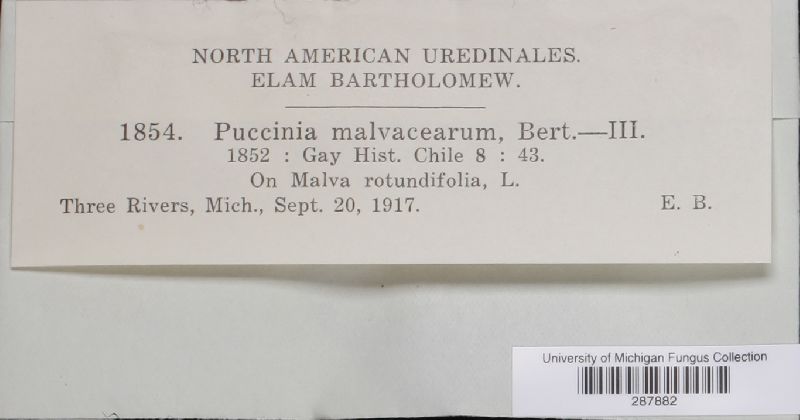 NORTH AMERICAN UREDINALES.
ELAM BARTHOLOMEW.
1854. Puccinia malvacearum, Bert.—III.
1852 : Gay Hist. Chile 8 : 43.
On Malva rotundifolia, L.
Three Rivers, Mich., Sept. 20, 1917. E. B.
University of Michigan Fungus Collection
287882